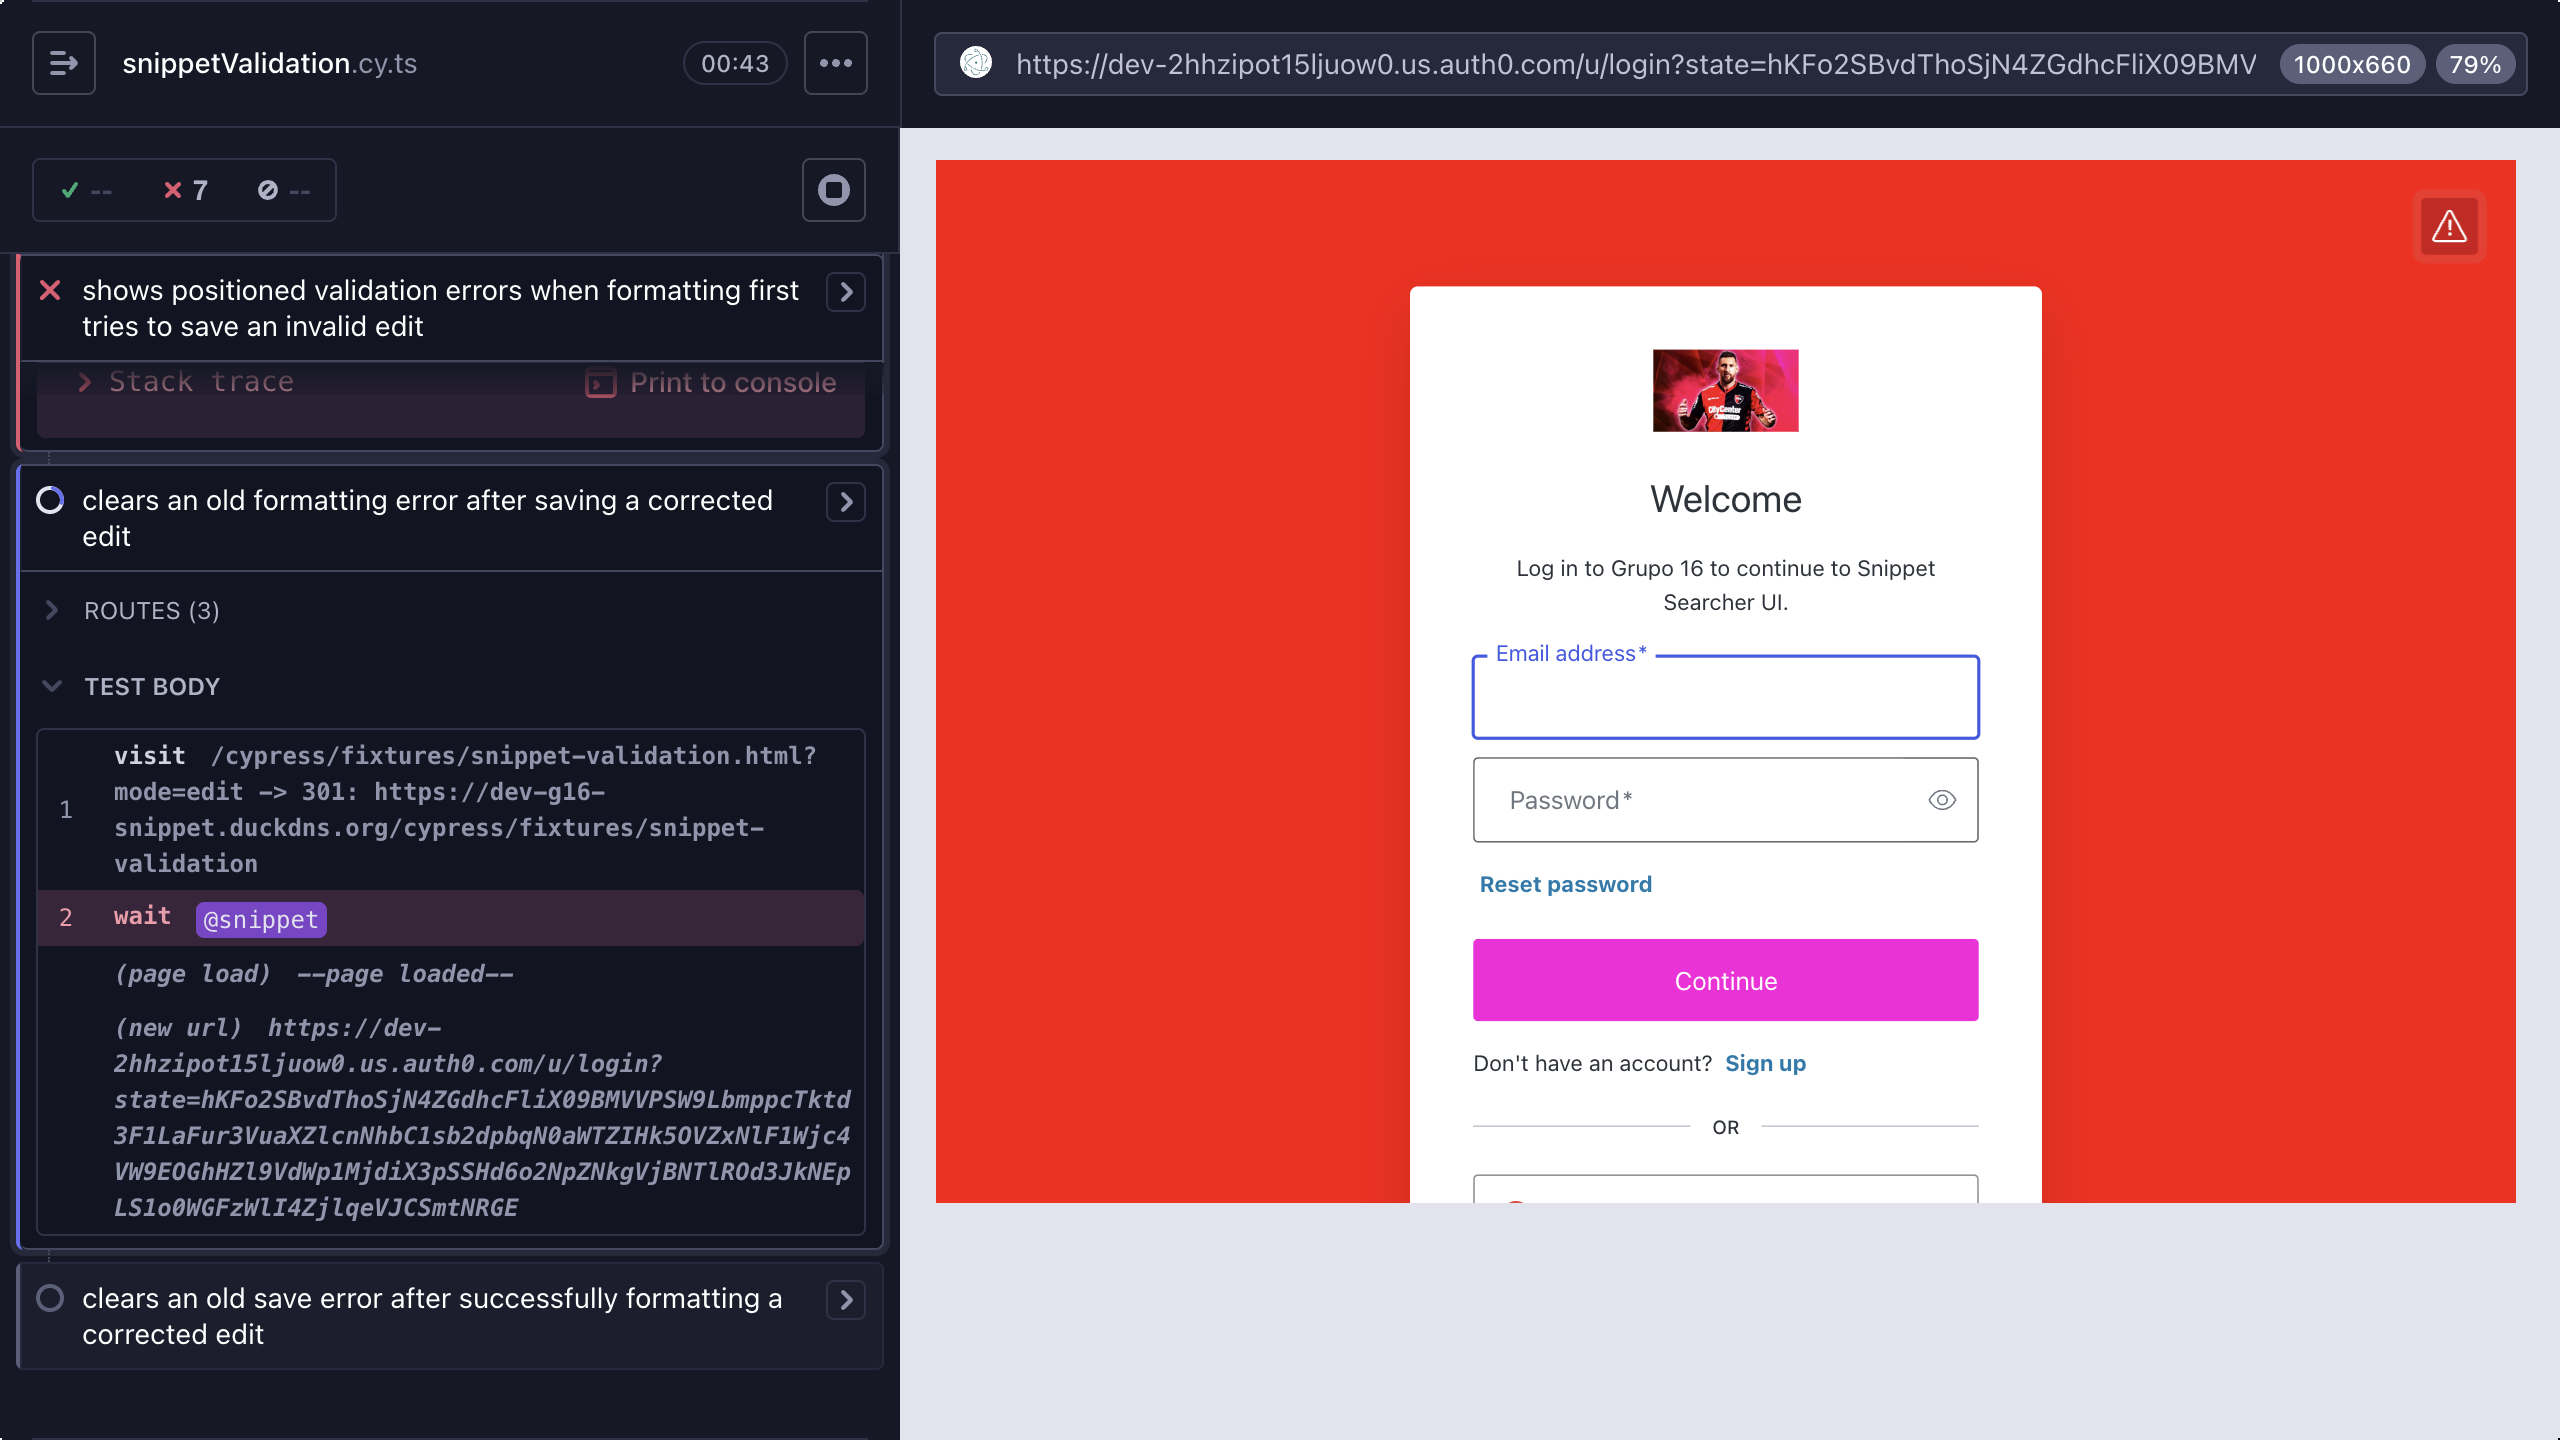 snippetValidation.cy.ts
00:43
-- 7 --
shows positioned validation errors when formatting first
tries to save an invalid edit
Stack trace
Print to console
clears an old formatting error after saving a corrected
edit
ROUTES (3)
TEST BODY
1
visit /cypress/fixtures/snippet-validation.html?
mode=edit -> 301: https://dev-g16-
snippet.duckdns.org/cypress/fixtures/snippet-
validation
2 wait @snippet
(page load) --page loaded--
(new url) https://dev-
2hhzipot15ljuow0.us.auth0.com/u/login?
state=hKFo2SBvdThoSjN4ZGdhcFliX09BMVVPSW9LbmppcTktd
3F1LaFur3VuaXZlcnNhbC1sb2dpbqN0aWTZIHk5OVZxNlF1Wjc4
VW9EOGhHZl9VdWp1MjdiX3pSSHd6o2NpZNkgVjBNTlROd3JkNEp
LS1o0WGFzWlI4ZjlqeVJCSmtNRGE
clears an old save error after successfully formatting a
corrected edit
https://dev-2hhzipot15ljuow0.us.auth0.com/u/login?state=hKFo2SBvdThoSjN4ZGdhcFliX09BMV
1000x660
79%
CityCenter
Welcome
Log in to Grupo 16 to continue to Snippet
Searcher UI.
Email address*
Password*
Reset password
Continue
Don't have an account? Sign up
OR